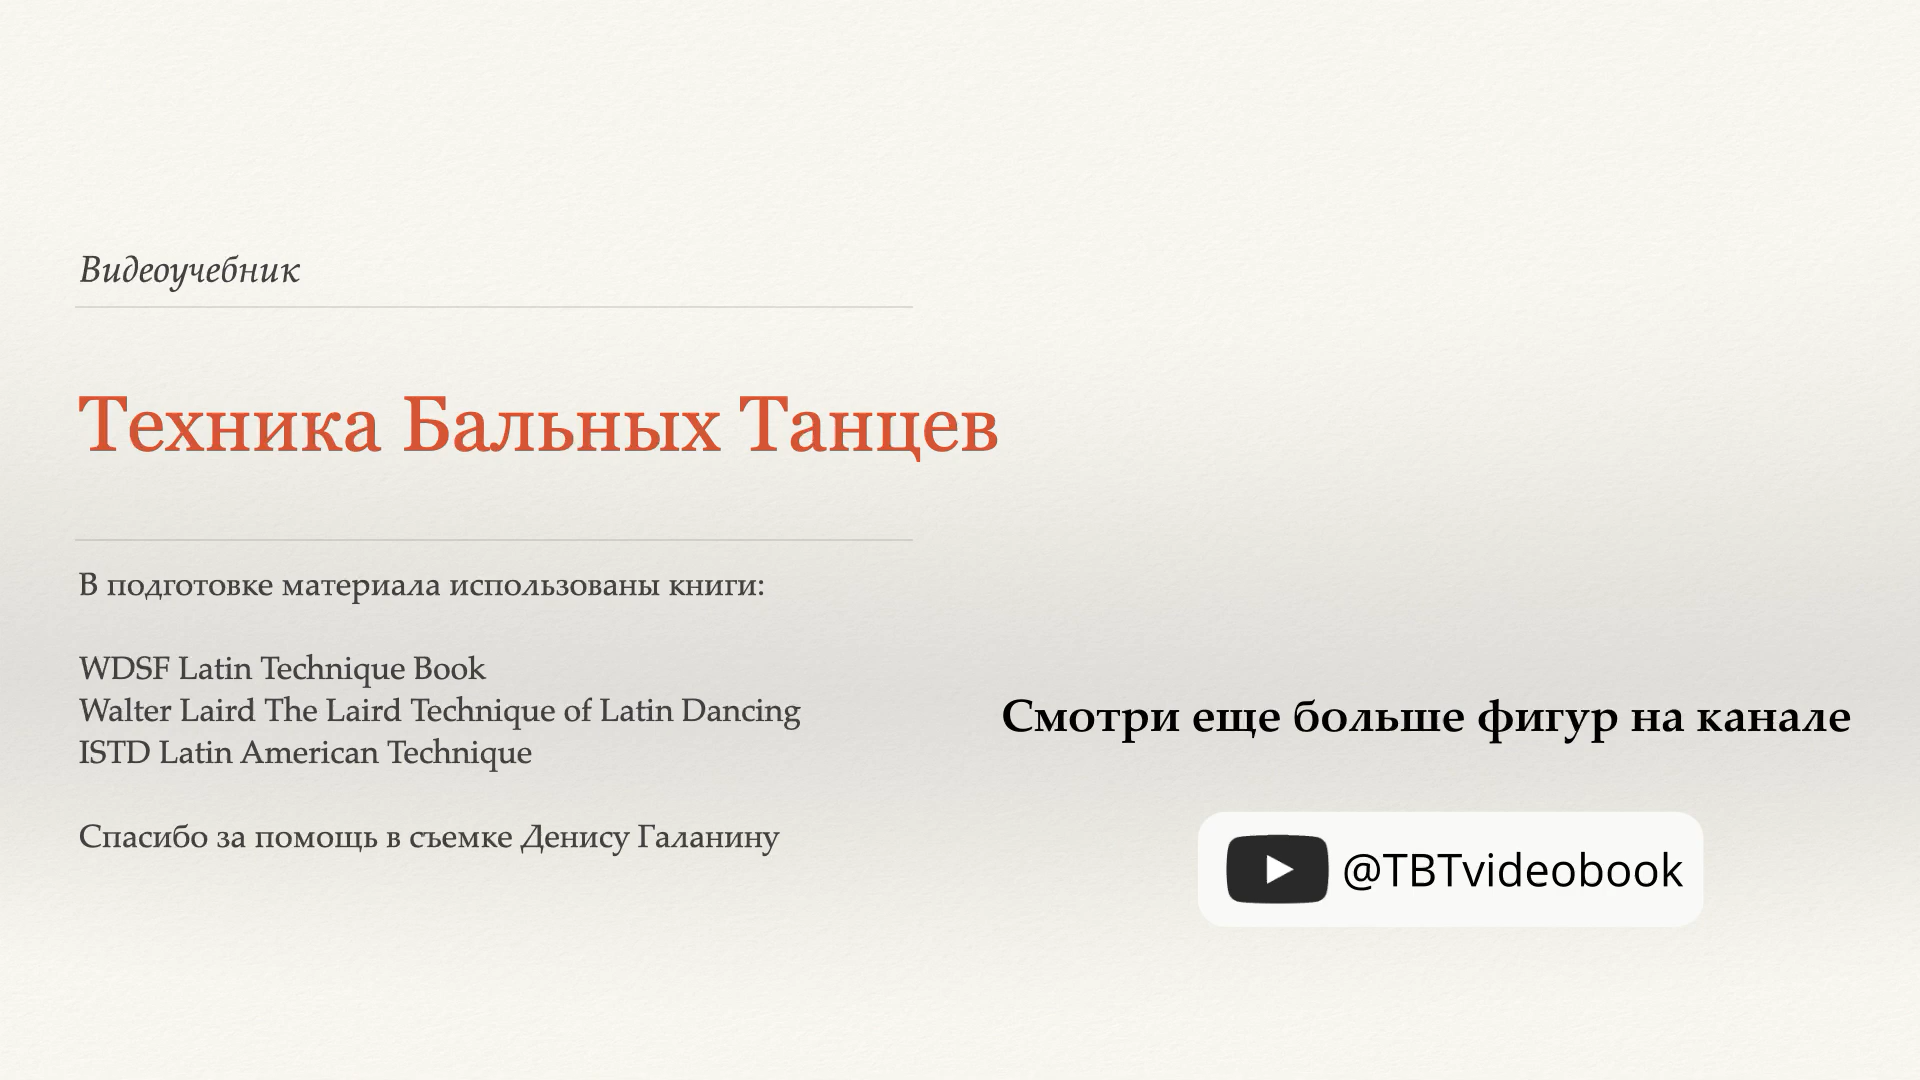 Видеоучебник
Техника Бальных Танцев
В подготовке материала использованы книги:
WDSF Latin Technique Book
Walter Laird The Laird Technique of Latin Dancing
ISTD Latin American Technique
Спасибо за помощь в съемке Денису Галанину
Смотри еще больше фигур на канале
@TBTvideobook